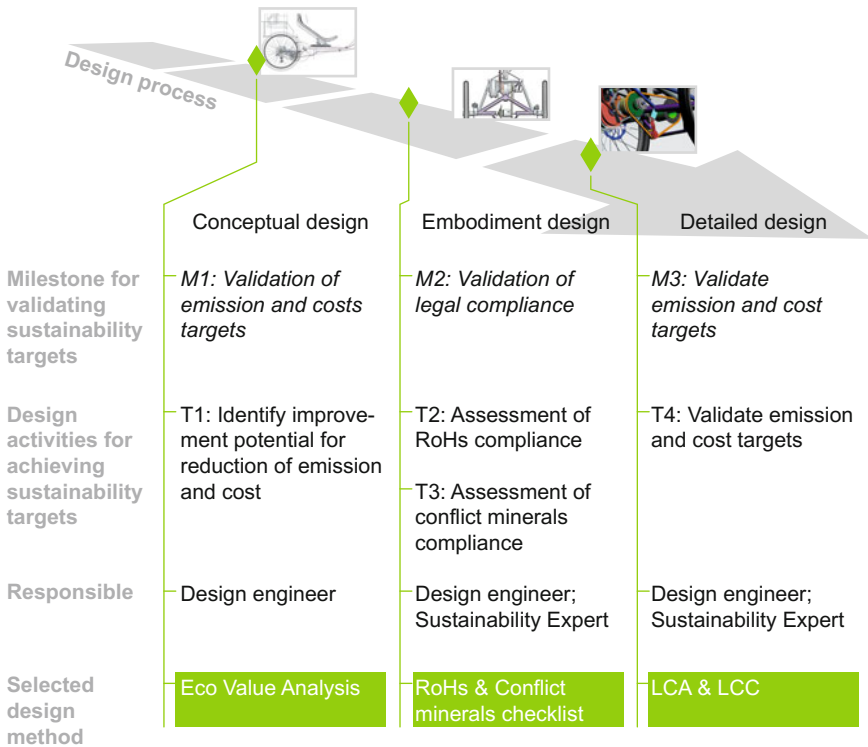 Design process
Conceptual design
Embodiment design
Detailed design
Milestone for
validating
sustainability
targets
M1: Validation of
emission and costs
targets
M2: Validation of
legal compliance
M3: Validate
emission and cost
targets
Design
activities for
achieving
sustainability
targets
T1: Identify improve-
ment potential for
reduction of emission
and cost
T2: Assessment of
RoHs compliance
T3: Assessment of
conflict minerals
compliance
T4: Validate emission
and cost targets
Responsible
Design engineer
Design engineer;
Sustainability Expert
Design engineer;
Sustainability Expert
Selected
design
method
Eco Value Analysis
RoHs & Conflict
minerals checklist
LCA & LCC